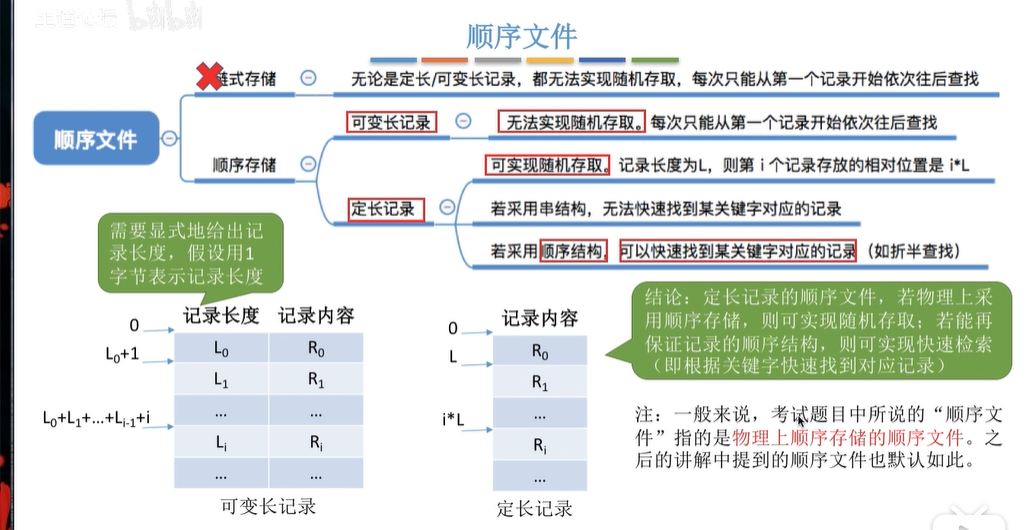 bilibili
顺序文件
链式存储
无论是定长/可变长记录，都无法实现随机存取，每次只能从第一个记录开始依次往后查找
顺序文件
可变长记录
无法实现随机存取。每次只能从第一个记录开始依次往后查找
顺序存储
可实现随机存取。记录长度为L，则第 i 个记录存放的相对位置是 i*L
定长记录
若采用串结构，无法快速找到某关键字对应的记录
若采用顺序结构，可以快速找到某关键字对应的记录（如折半查找）
需要显式地给出记
录长度，假设用1
字节表示记录长度
记录长度 记录内容
0
L0 R0
L0+1
L1 R1
... ...
L0+L1+...+Li-1+i
Li Ri
... ...
可变长记录
记录内容
0
R0
L
R1
...
i*L
Ri
...
定长记录
结论：定长记录的顺序文件，若物理上采
用顺序存储，则可实现随机存取；若能再
保证记录的顺序结构，则可实现快速检索
（即根据关键字快速找到对应记录）
注：一般来说，考试题目中所说的“顺序文
件”指的是物理上顺序存储的顺序文件。之
后的讲解中提到的顺序文件也默认如此。